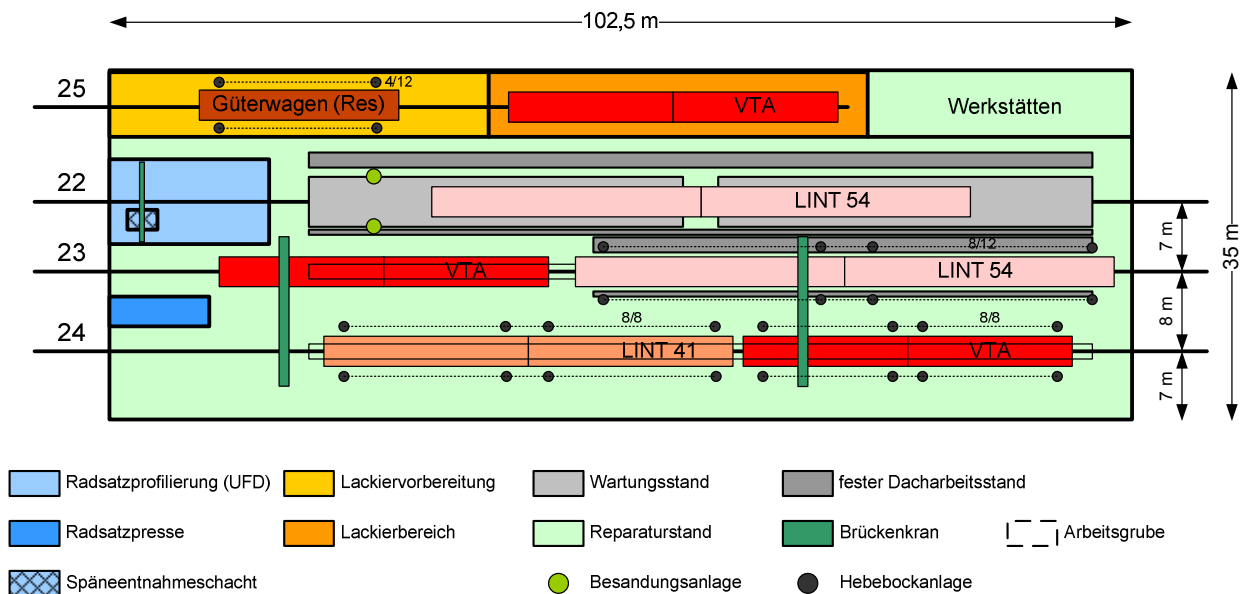 102,5 m
25
4/12
Güterwagen (Res)
VTA
Werkstätten
22
LINT 54
7 m
35 m
23
8/12
VTA
LINT 54
8 m
24
8/8
8/8
LINT 41
VTA
7 m
Radsatzprofilierung (UFD)
Lackiervorbereitung
Wartungsstand
fester Dacharbeitsstand
Radsatzpresse
Lackierbereich
Reparaturstand
Brückenkran
Arbeitsgrube
Späneentnahmeschacht
Besandungsanlage
Hebebockanlage